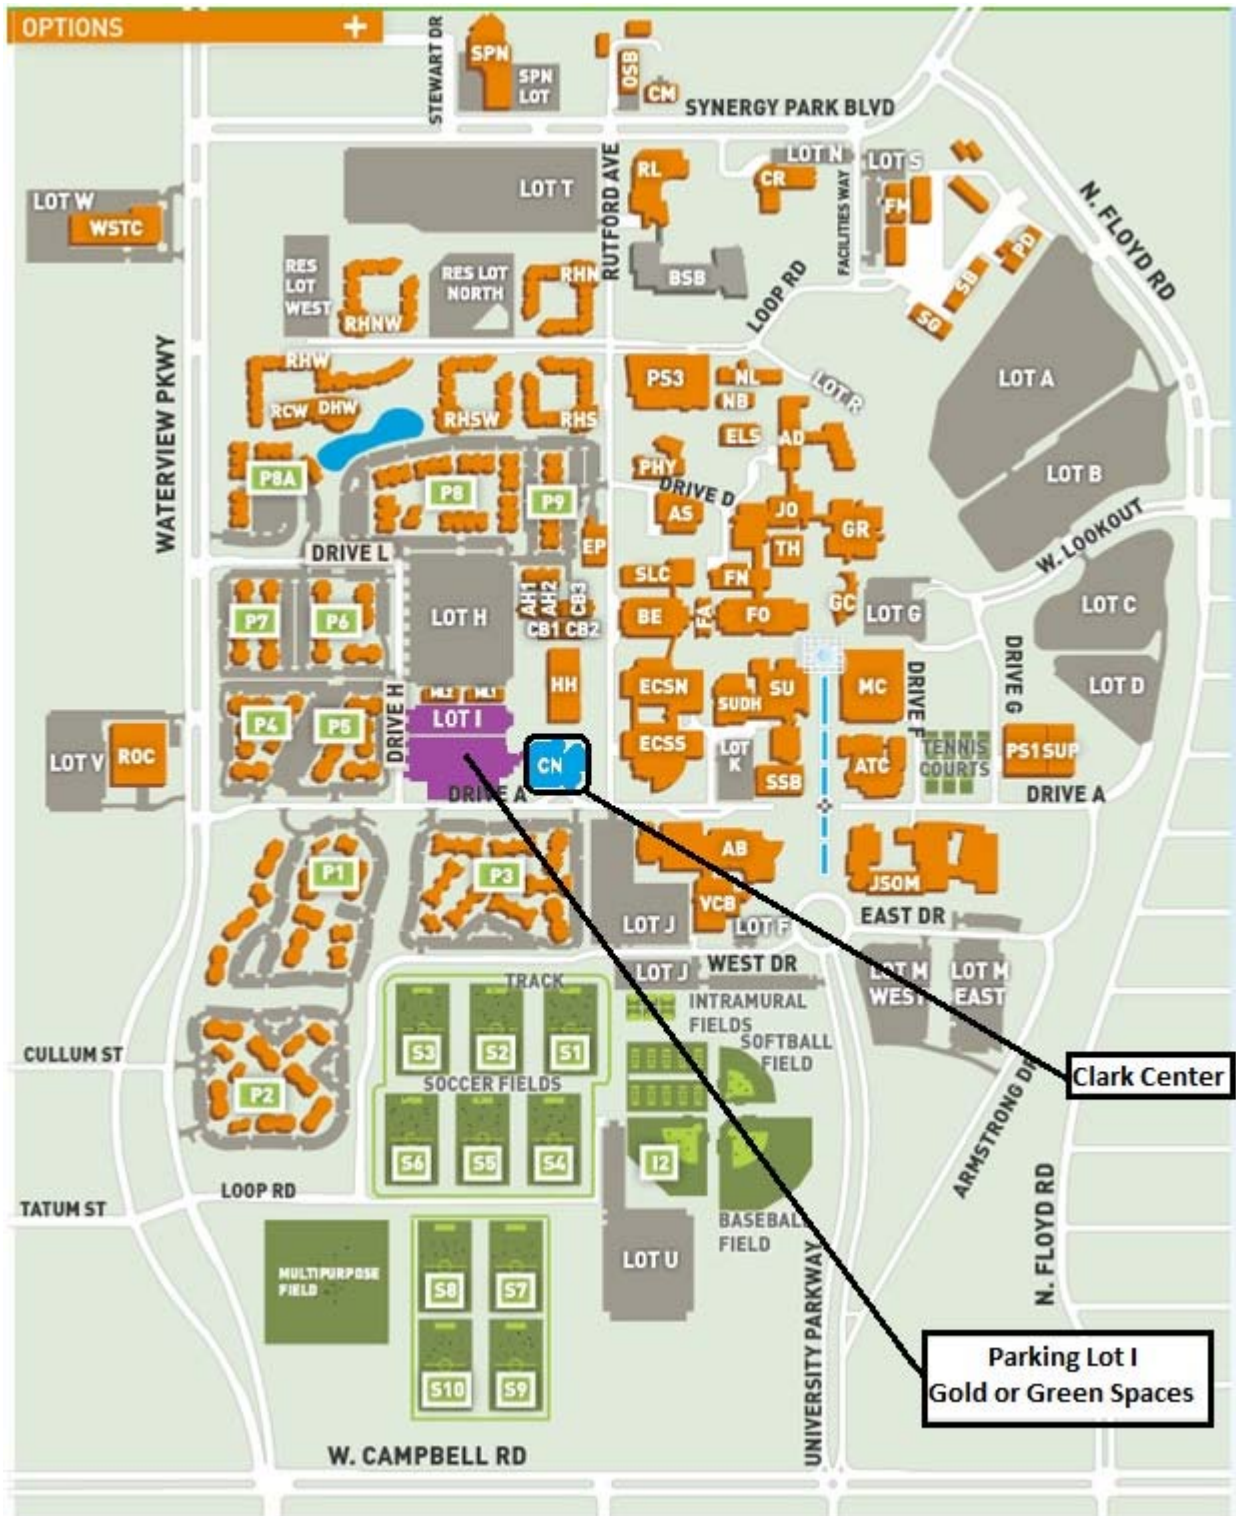 OPTIONS +
STEWART DR
SPN
SPN
LOT
OSB
CM
SYNERGY PARK BLVD
LOT W
WSTC
LOT T
RUTFORD AVE
RL
CR
LOT N
LOT S
FACILITIES WAY
FM
N. FLOYD RD
PD
SB
SG
BSB
LOOP RD
RES
LOT
WEST
RHNW
RES LOT
NORTH
RHN
WATERVIEW PKWY
RHW
RCW
DHW
RHSW
RHS
PS3
NL
NB
LOT R
ELS
AD
LOT A
LOT B
P8A
P8
P9
PHY
DRIVE D
AS
JO
TH
GR
EP
DRIVE L
W. LOOKOUT
SLC
FN
AH1
AH2
CB3
CB1
CB2
BE
FA
FO
GC
LOT G
LOT C
P7
P6
LOT H
DRIVE G
LOT D
HH
ECSN
SUDH
SU
MC
DRIVE F
ML2
ML1
DRIVE H
LOT I
P4
P5
LOT V
ROC
CN
ECSS
LOT
K
SSB
ATC
TENNIS
COURTS
PS1
SUP
DRIVE A
DRIVE A
P1
P3
AB
JSOM
VCB
LOT J
LOT F
EAST DR
TRACK
LOT J
WEST DR
LOT M
WEST
LOT M
EAST
INTRAMURAL
FIELDS
SOFTBALL
FIELD
S3
S2
S1
CULLUM ST
SOCCER FIELDS
P2
Clark Center
ARMSTRONG DR
S6
S5
S4
I2
LOOP RD
TATUM ST
BASEBALL
FIELD
N. FLOYD RD
MULTIPURPOSE
FIELD
S8
S7
LOT U
UNIVERSITY PARKWAY
Parking Lot I
Gold or Green Spaces
S10
S9
W. CAMPBELL RD